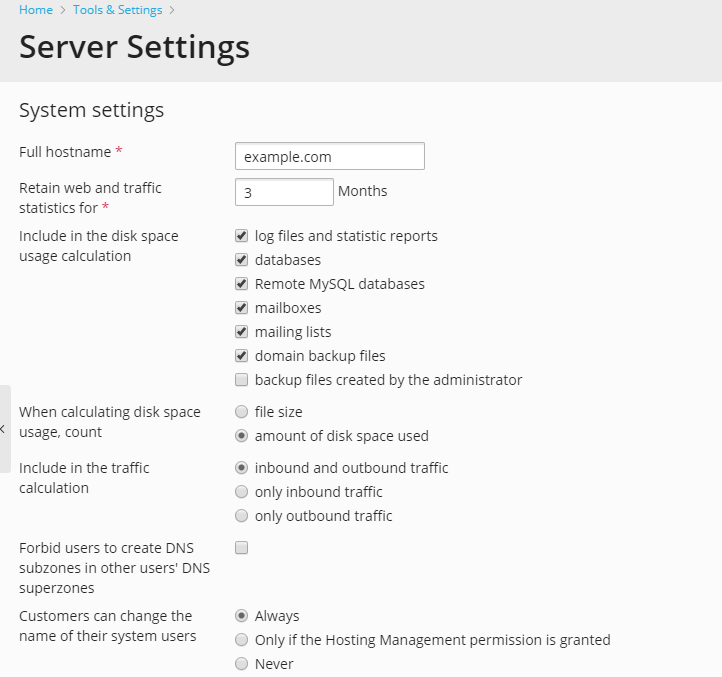 Home > Tools & Settings >
Server Settings
System settings
Full hostname *
example.com
Retain web and traffic
statistics for *
3 Months
Include in the disk space
usage calculation
log files and statistic reports
databases
Remote MySQL databases
mailboxes
mailing lists
domain backup files
backup files created by the administrator
When calculating disk space
usage, count
file size
amount of disk space used
Include in the traffic
calculation
inbound and outbound traffic
only inbound traffic
only outbound traffic
Forbid users to create DNS
subzones in other users' DNS
superzones
Customers can change the
name of their system users
Always
Only if the Hosting Management permission is granted
Never